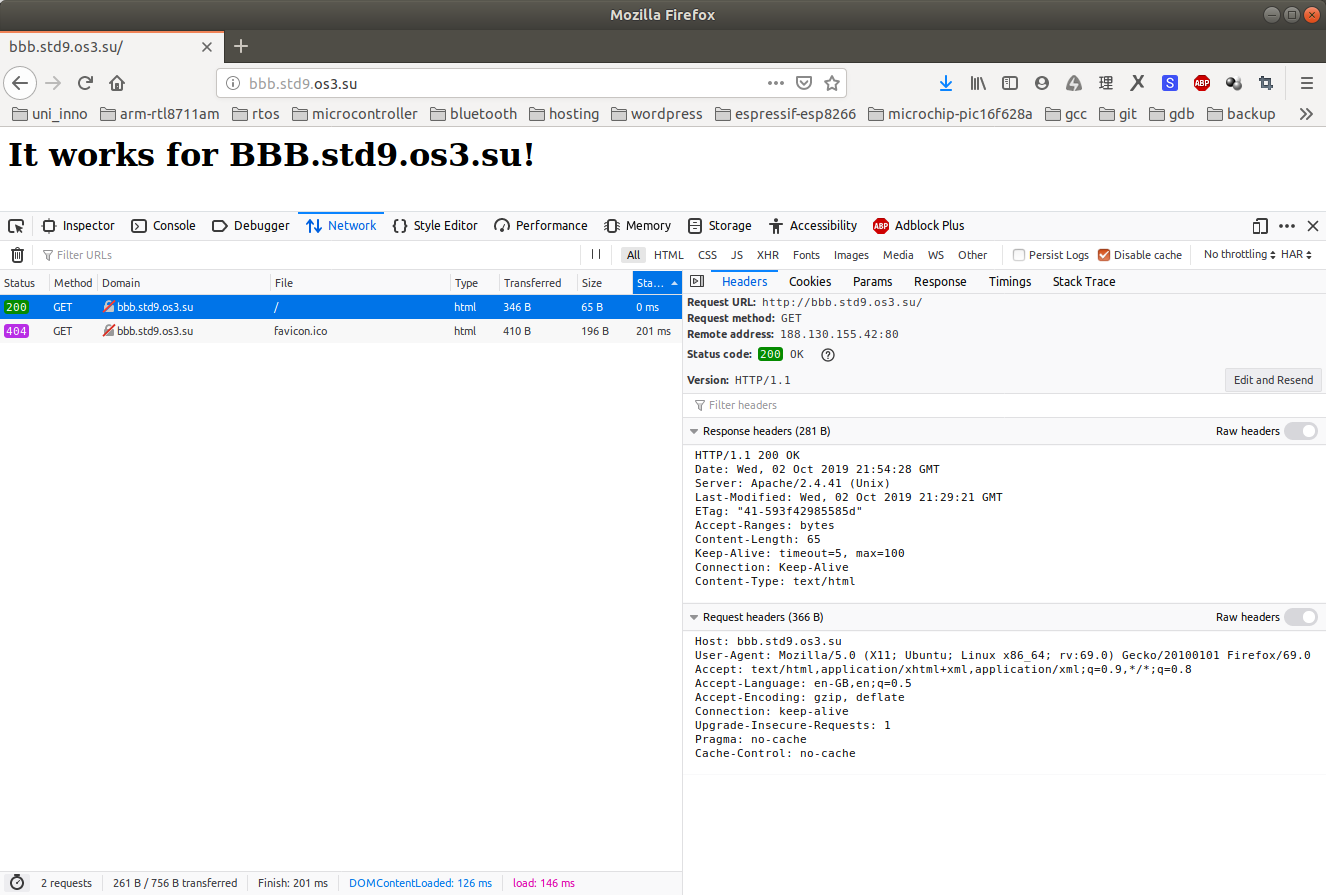 Mozilla Firefox
bbb.std9.os3.su/
bbb.std9.os3.su
理 X S ABP
uni_inno arm-rtl8711am rtos microcontroller bluetooth hosting wordpress espressif-esp8266 microchip-pic16f628a gcc git gdb backup
It works for BBB.std9.os3.su!
Inspector Console Debugger Network Style Editor Performance Memory Storage Accessibility ABP Adblock Plus
Filter URLs All HTML CSS JS XHR Fonts Images Media WS Other Persist Logs Disable cache No throttling HAR
Status Method Domain File Type Transferred Size Sta…
200 GET bbb.std9.os3.su / html 346 B 65 B 0 ms
404 GET bbb.std9.os3.su favicon.ico html 410 B 196 B 201 ms
Headers Cookies Params Response Timings Stack Trace
Request URL: http://bbb.std9.os3.su/
Request method: GET
Remote address: 188.130.155.42:80
Status code: 200 OK ?
Version: HTTP/1.1 Edit and Resend
Filter headers
Response headers (281 B) Raw headers
HTTP/1.1 200 OK
Date: Wed, 02 Oct 2019 21:54:28 GMT
Server: Apache/2.4.41 (Unix)
Last-Modified: Wed, 02 Oct 2019 21:29:21 GMT
ETag: "41-593f42985585d"
Accept-Ranges: bytes
Content-Length: 65
Keep-Alive: timeout=5, max=100
Connection: Keep-Alive
Content-Type: text/html
Request headers (366 B) Raw headers
Host: bbb.std9.os3.su
User-Agent: Mozilla/5.0 (X11; Ubuntu; Linux x86_64; rv:69.0) Gecko/20100101 Firefox/69.0
Accept: text/html,application/xhtml+xml,application/xml;q=0.9,*/*;q=0.8
Accept-Language: en-GB,en;q=0.5
Accept-Encoding: gzip, deflate
Connection: keep-alive
Upgrade-Insecure-Requests: 1
Pragma: no-cache
Cache-Control: no-cache
2 requests 261 B / 756 B transferred Finish: 201 ms DOMContentLoaded: 126 ms load: 146 ms